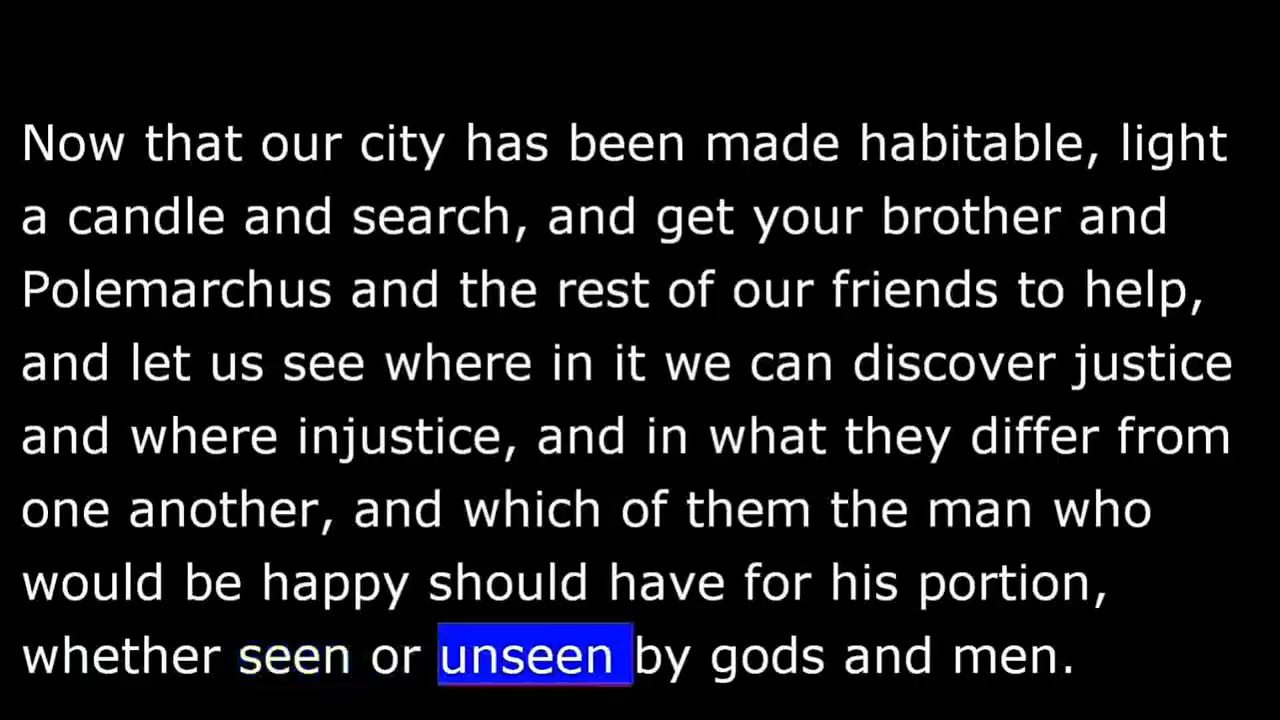 Now that our city has been made habitable, light
a candle and search, and get your brother and
Polemarchus and the rest of our friends to help,
and let us see where in it we can discover justice
and where injustice, and in what they differ from
one another, and which of them the man who
would be happy should have for his portion,
whether seen or unseen by gods and men.